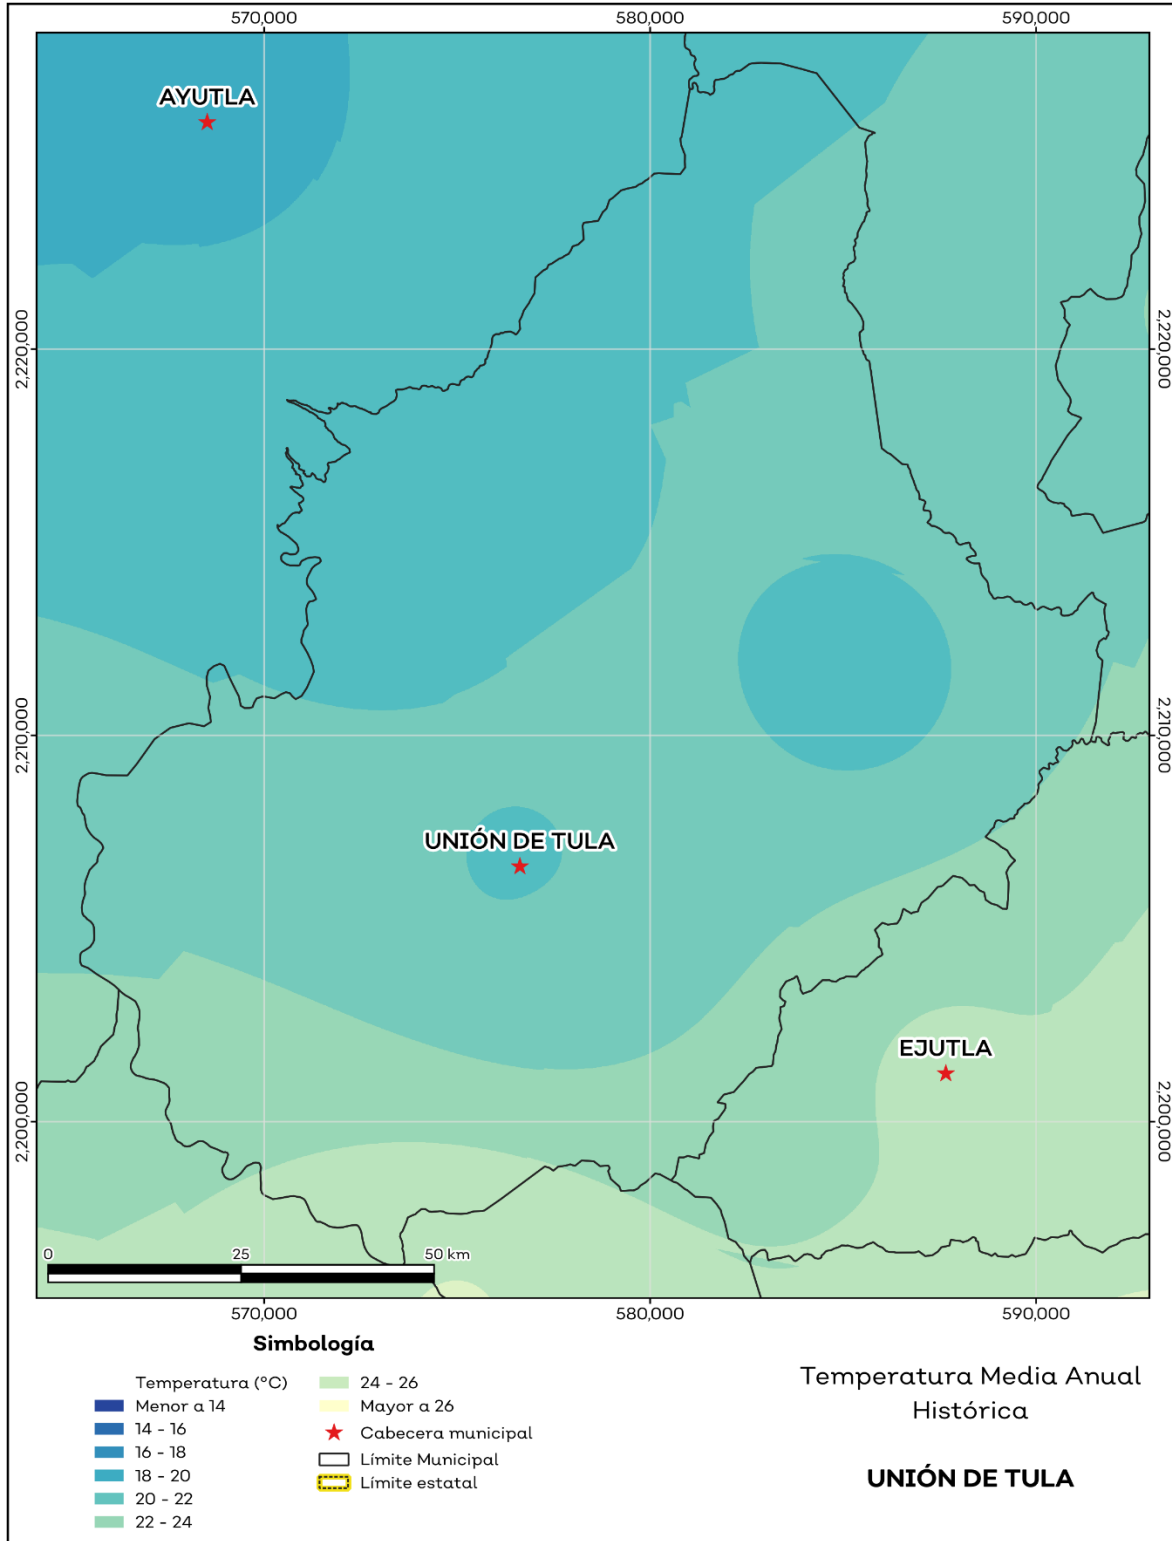 570,000 580,000 590,000
AYUTLA
2,220,000 2,220,000
2,210,000 2,210,000
UNIÓN DE TULA
EJUTLA
2,200,000 2,200,000
0 25 50 km
570,000 580,000 590,000
Simbología
Temperatura (°C)
Menor a 14
14 - 16
16 - 18
18 - 20
20 - 22
22 - 24
24 - 26
Mayor a 26
Cabecera municipal
Límite Municipal
Límite estatal
Temperatura Media Anual
Histórica
UNIÓN DE TULA